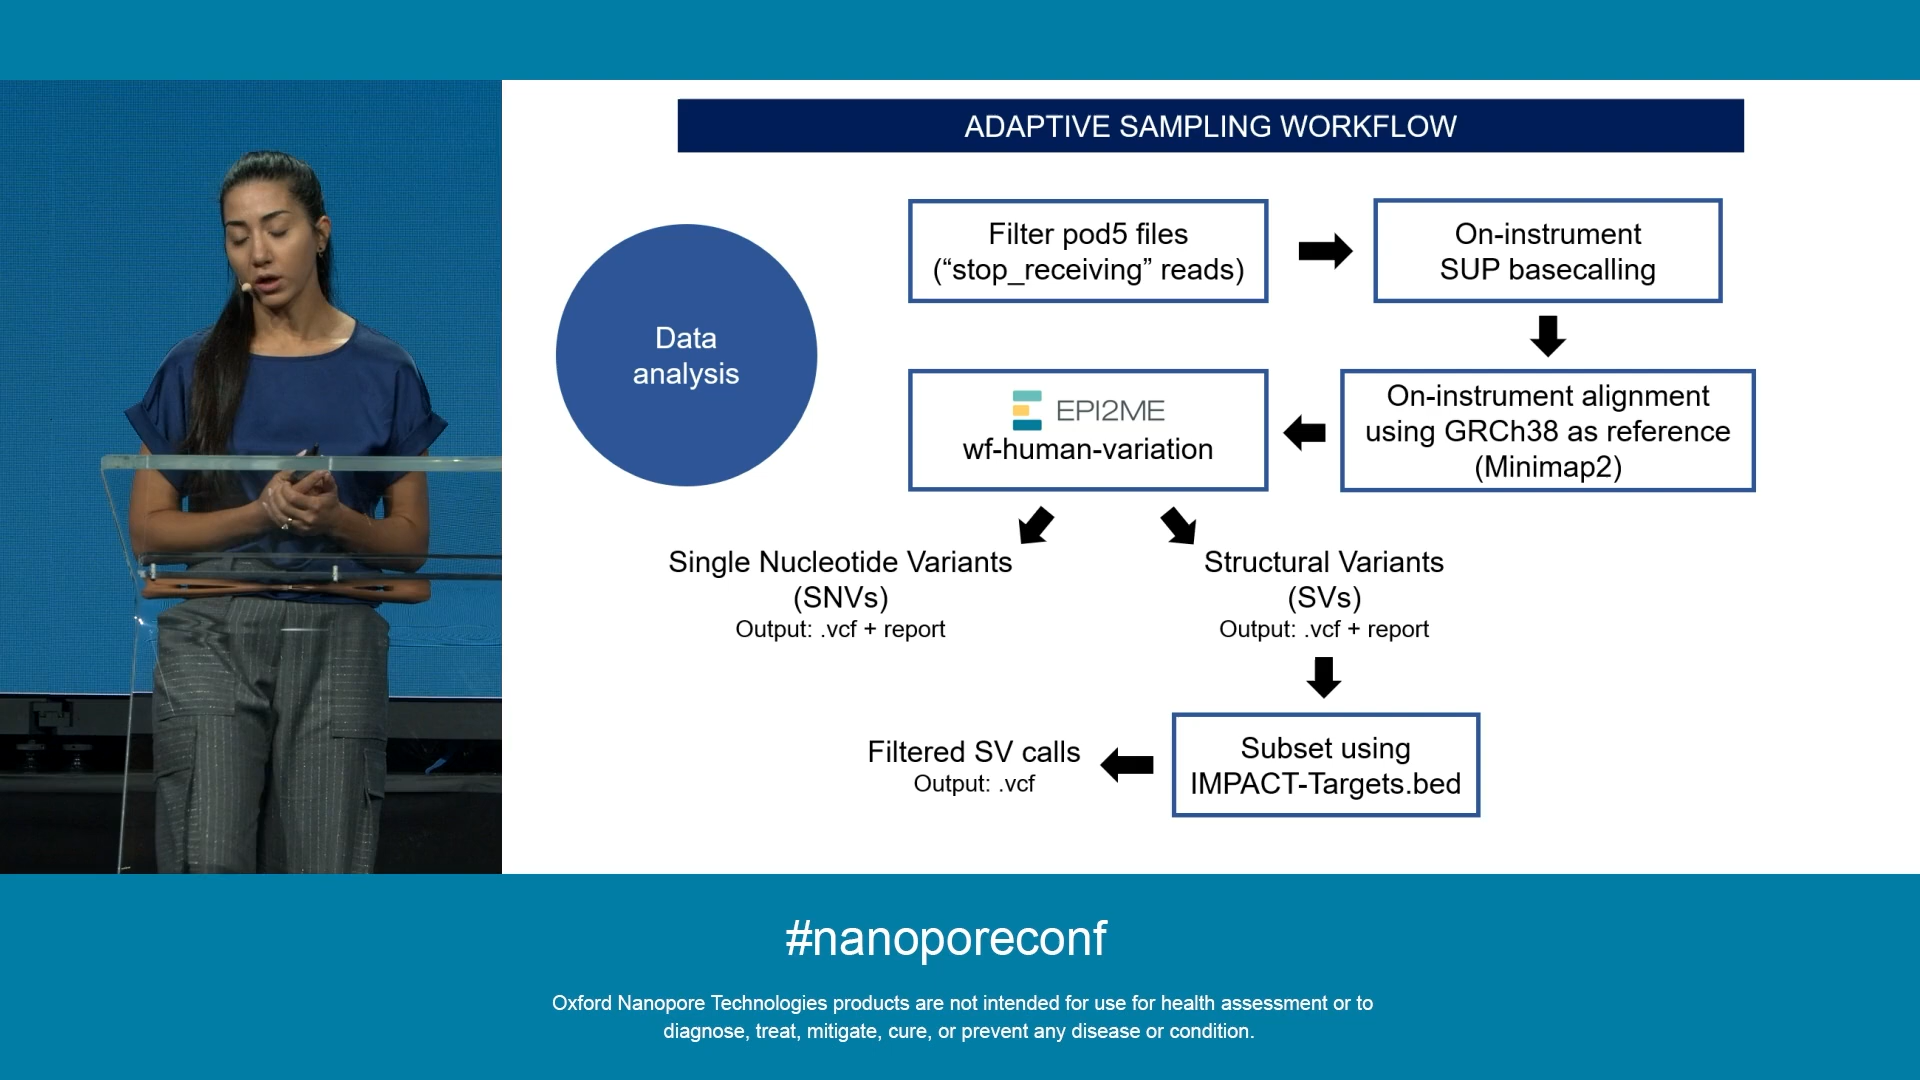 ADAPTIVE SAMPLING WORKFLOW
Data
analysis
Filter pod5 files
(“stop_receiving” reads)
On-instrument
SUP basecalling
On-instrument alignment
using GRCh38 as reference
(Minimap2)
EPI2ME
wf-human-variation
Single Nucleotide Variants
(SNVs)
Output: .vcf + report
Structural Variants
(SVs)
Output: .vcf + report
Subset using
IMPACT-Targets.bed
Filtered SV calls
Output: .vcf
#nanoporeconf
Oxford Nanopore Technologies products are not intended for use for health assessment or to
diagnose, treat, mitigate, cure, or prevent any disease or condition.